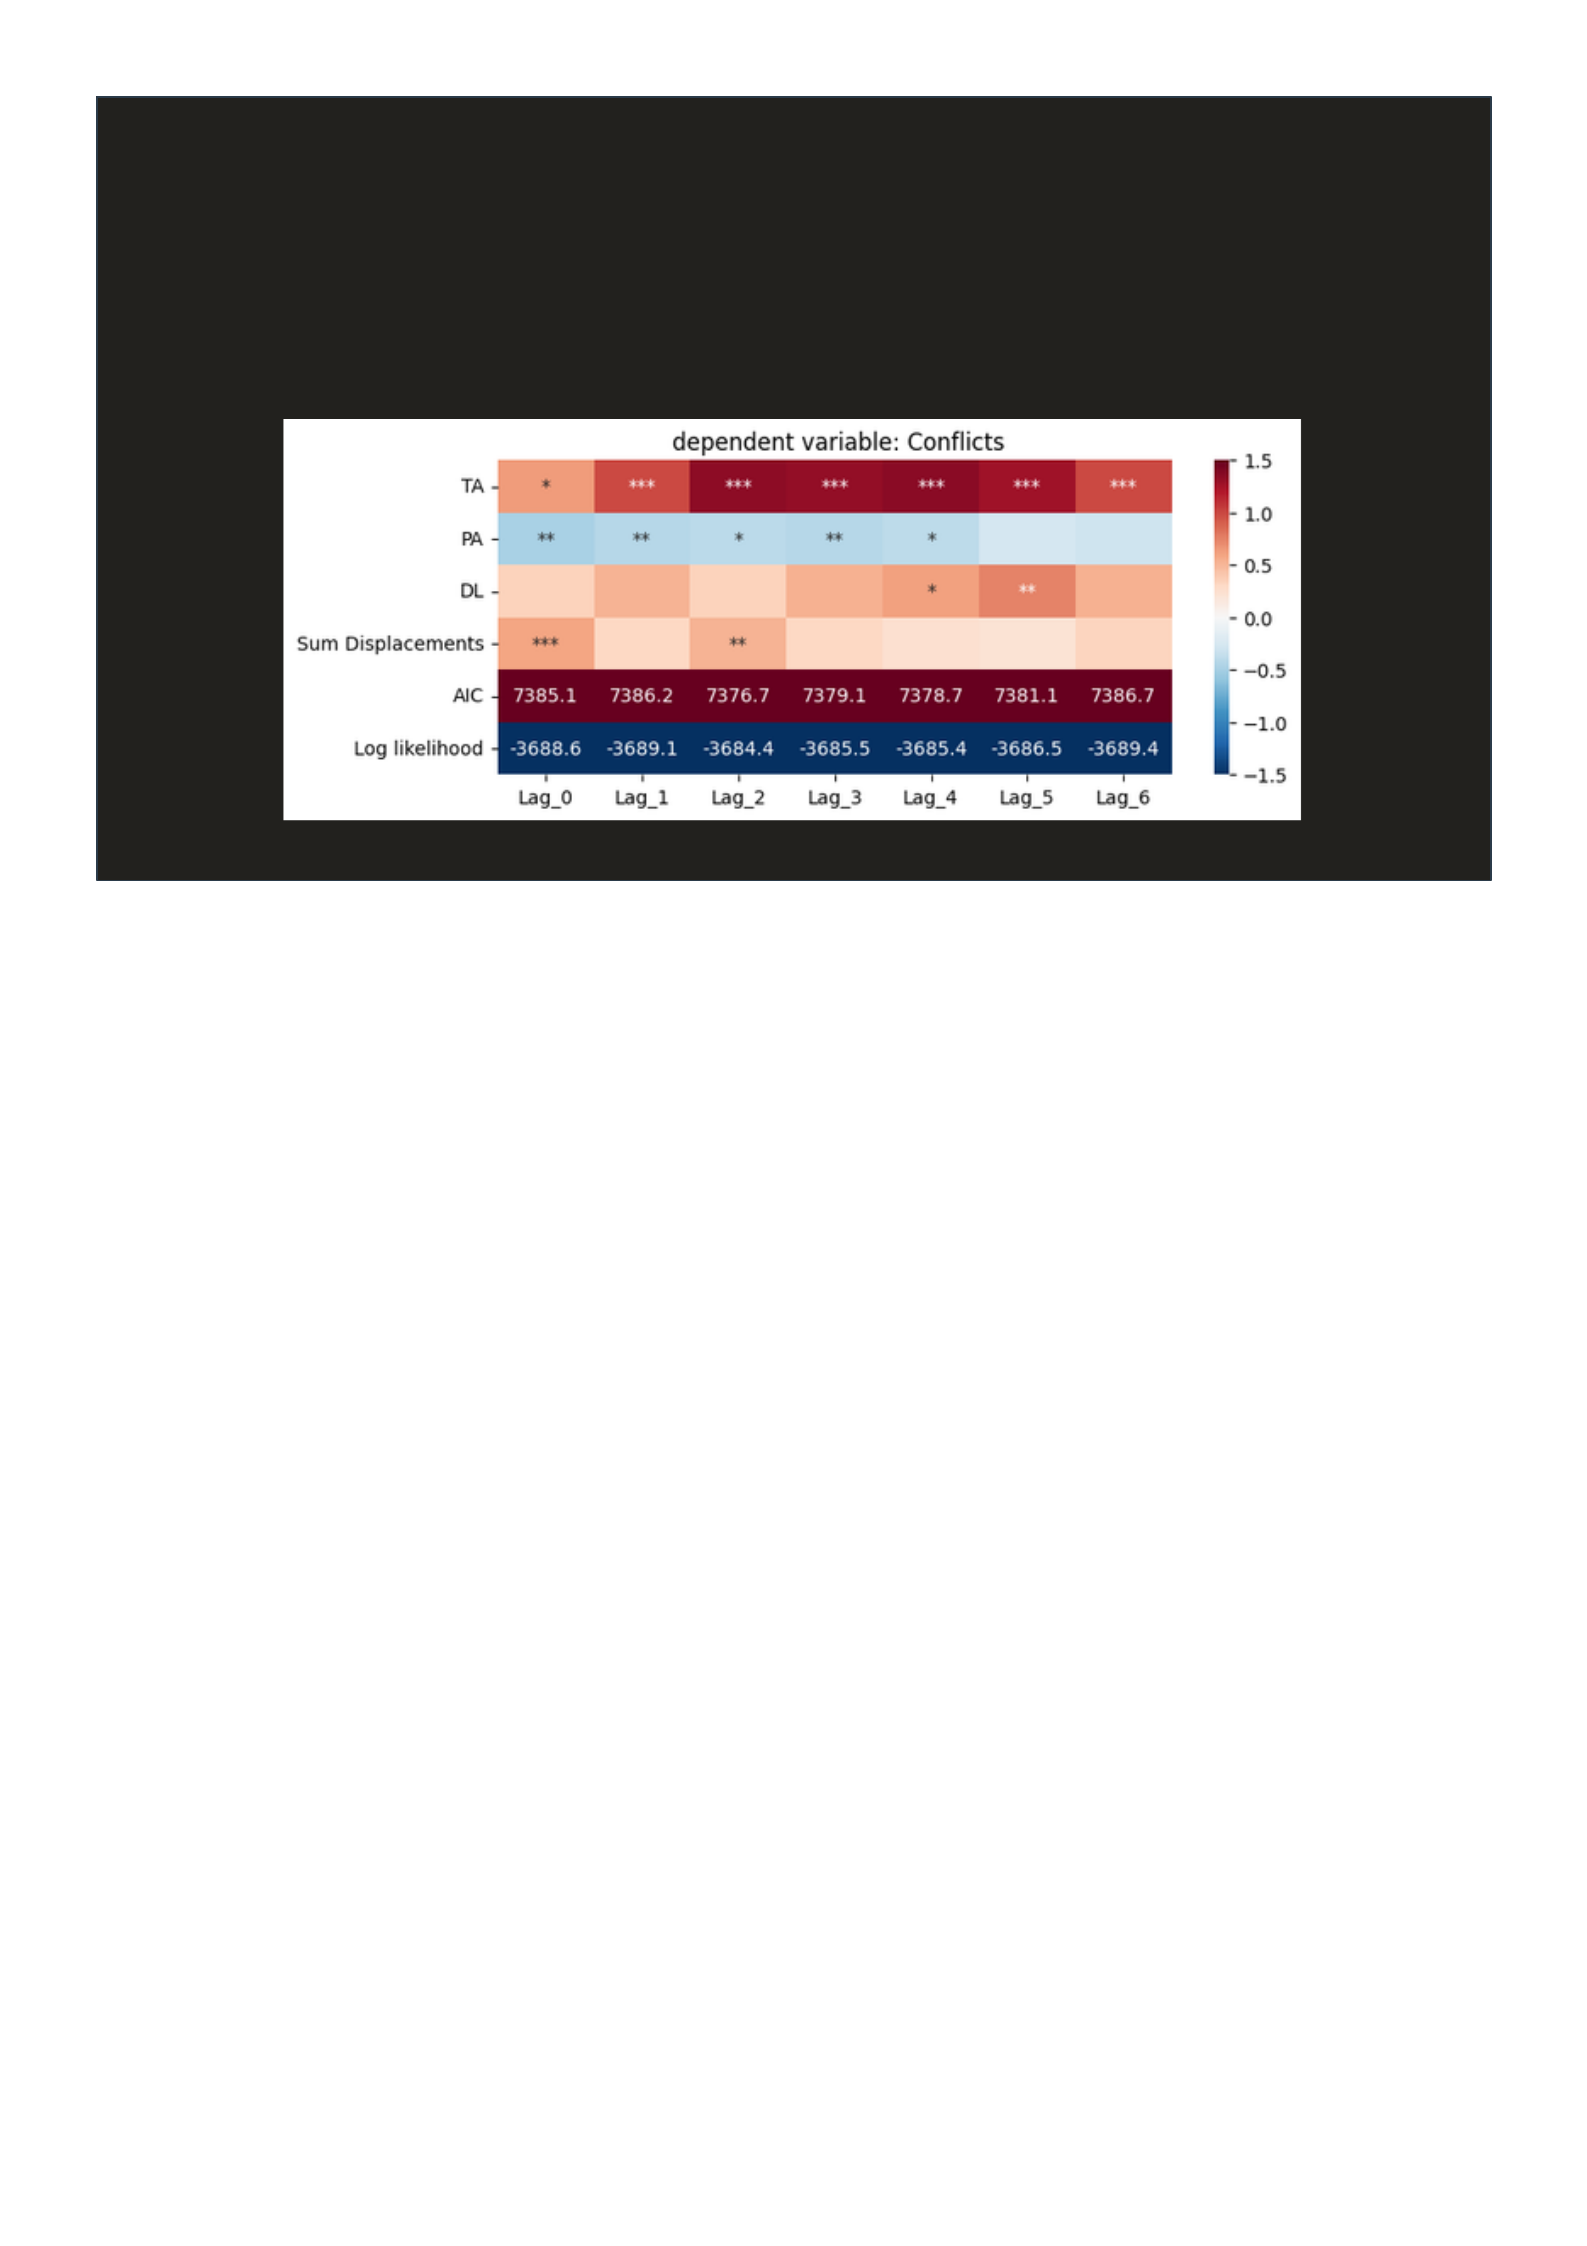 dependent variable: Conflicts
TA * *** *** *** *** *** ***
PA ** ** * ** *
DL * **
Sum Displacements *** **
AIC 7385.1 7386.2 7376.7 7379.1 7378.7 7381.1 7386.7
Log likelihood -3688.6 -3689.1 -3684.4 -3685.5 -3685.4 -3686.5 -3689.4
Lag_0 Lag_1 Lag_2 Lag_3 Lag_4 Lag_5 Lag_6
1.5
1.0
0.5
0.0
−0.5
−1.0
−1.5